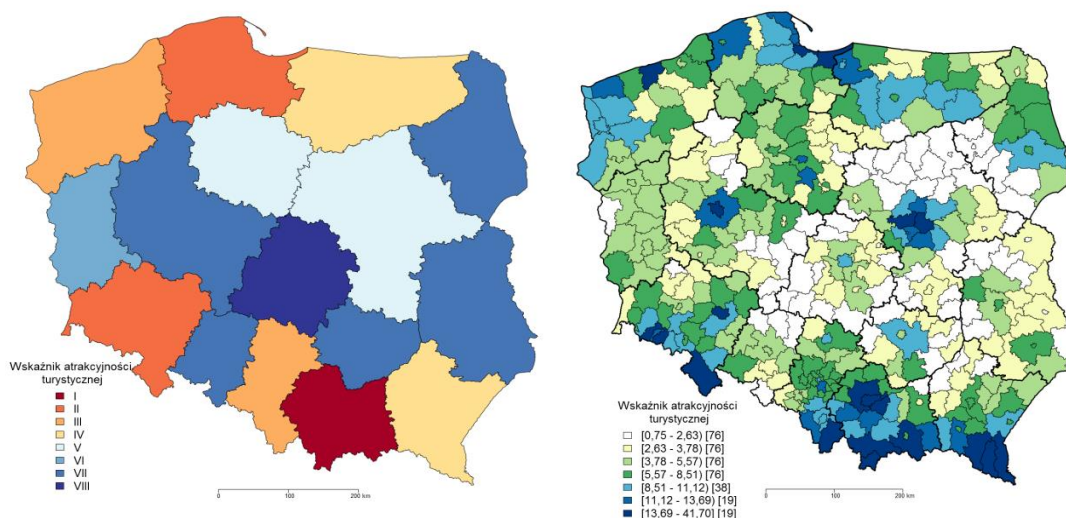 Wskaźnik atrakcyjności
turystycznej
I
II
III
IV
V
VI
VII
VIII
0 100 200 km
Wskaźnik atrakcyjności
turystycznej
[0,75 - 2,63) [76]
[2,63 - 3,78) [76]
[3,78 - 5,57) [76]
[5,57 - 8,51) [76]
[8,51 - 11,12) [38]
[11,12 - 13,69) [19]
[13,69 - 41,70] [19]
0 100 200 km